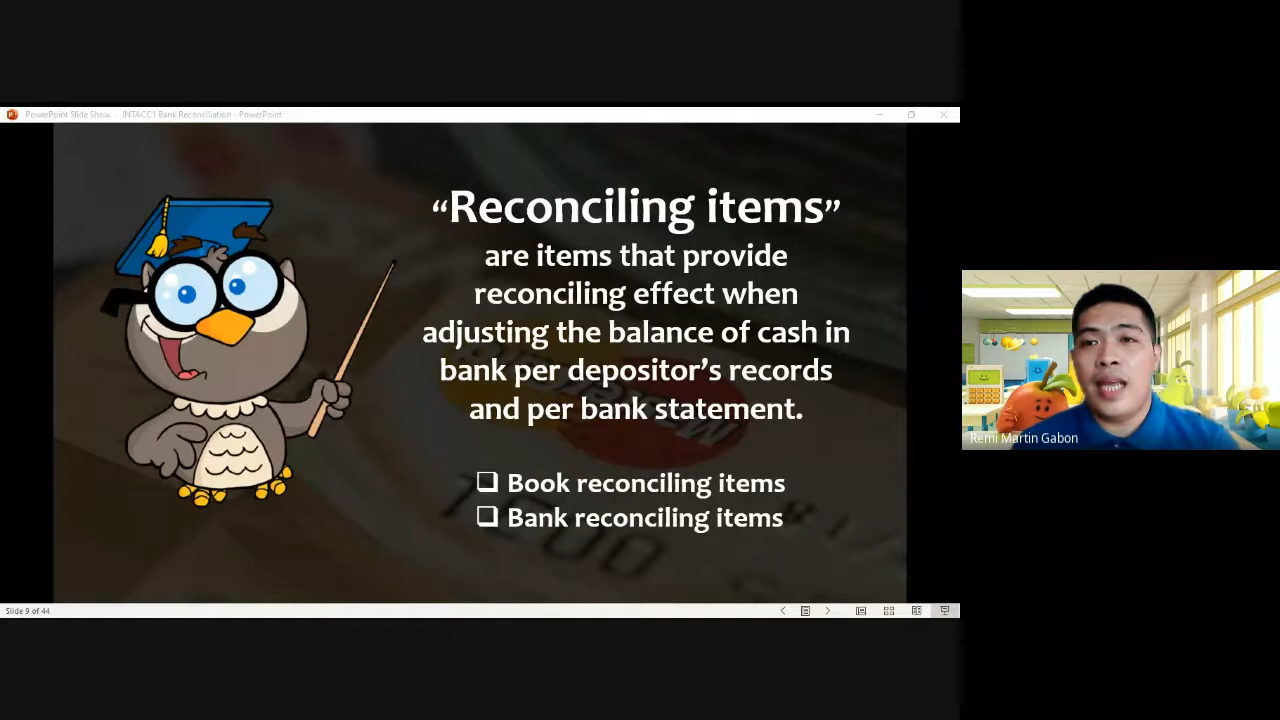 PowerPoint Slide Show - INTACC1 Bank Reconciliation - PowerPoint
“Reconciling items”
are items that provide
reconciling effect when
adjusting the balance of cash in
bank per depositor’s records
and per bank statement.
❑ Book reconciling items
❑ Bank reconciling items
Remi Martin Gabon
Slide 9 of 44